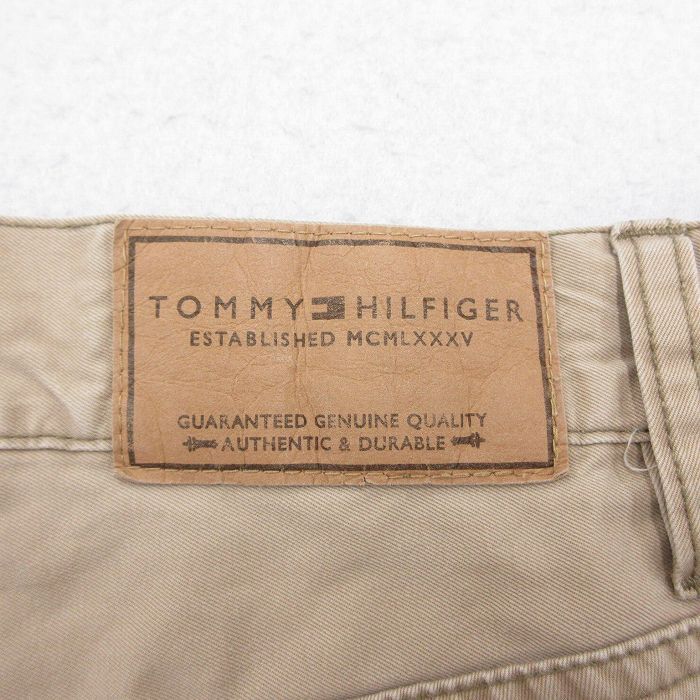 TOMMY HILFIGER
ESTABLISHED MCMLXXXV
GUARANTEED GENUINE QUALITY
AUTHENTIC & DURABLE